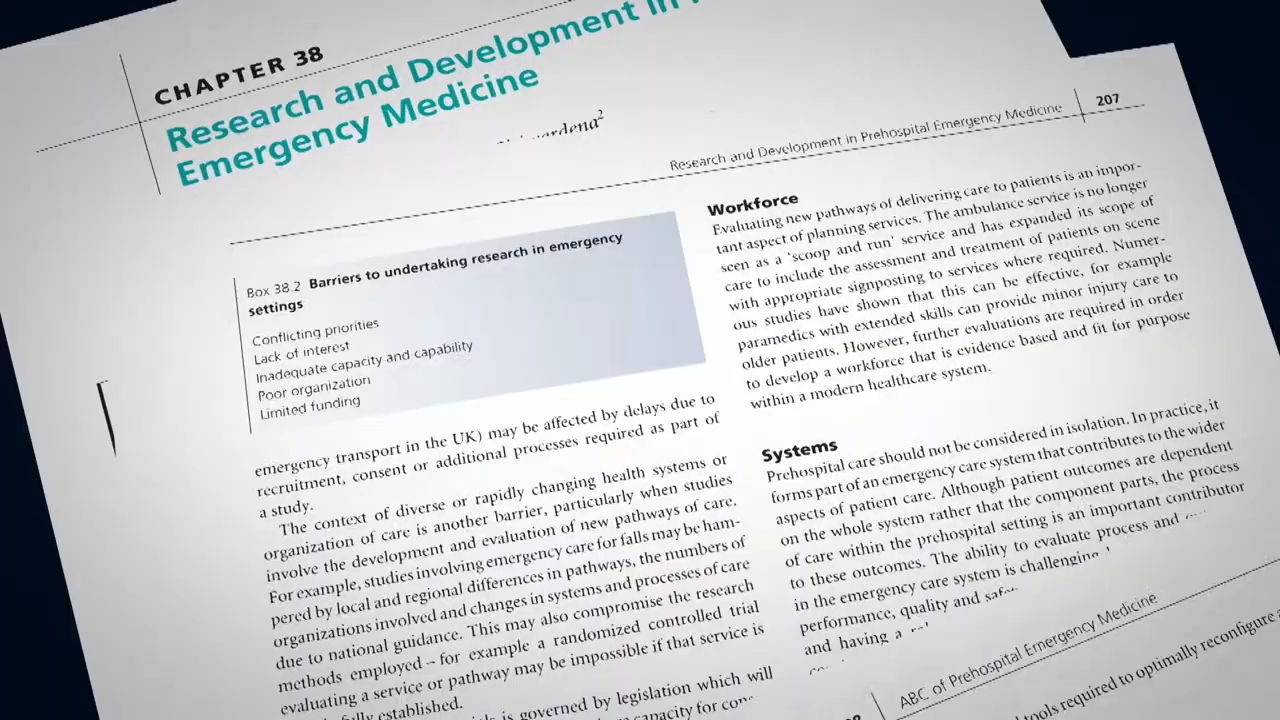 CHAPTER 38
Research and Development in
Emergency Medicine
Research and Development in Prehospital Emergency Medicine 207
Box 38.2 Barriers to undertaking research in emergency
settings
Conflicting priorities
Lack of interest
Inadequate capacity and capability
Poor organization
Limited funding
emergency transport in the UK) may be affected by delays due to
recruitment, consent or additional processes required as part of
a study.
The context of diverse or rapidly changing health systems or
organization of care is another barrier, particularly when studies
involve the development and evaluation of new pathways of care.
For example, studies involving emergency care for falls may be ham-
pered by local and regional differences in pathways, the numbers of
organizations involved and changes in systems and processes of care
due to national guidance. This may also compromise the research
methods employed – for example a randomized controlled trial
evaluating a service or pathway may be impossible if that service is
fully established.
is governed by legislation which will
capacity for
Workforce
Evaluating new pathways of delivering care to patients is an impor-
tant aspect of planning services. The ambulance service is no longer
seen as a ‘scoop and run’ service and has expanded its scope of
care to include the assessment and treatment of patients on scene
with appropriate signposting to services where required. Numer-
ous studies have shown that this can be effective, for example
paramedics with extended skills can provide minor injury care to
older patients. However, further evaluations are required in order
to develop a workforce that is evidence based and fit for purpose
within a modern healthcare system.
Systems
Prehospital care should not be considered in isolation. In practice, it
forms part of an emergency care system that contributes to the wider
aspects of patient care. Although patient outcomes are dependent
on the whole system rather that the component parts, the process
of care within the prehospital setting is an important contributor
to these outcomes. The ability to evaluate process and
in the emergency care system is challenging
performance, quality and
and having a
ABC of Prehospital Emergency Medicine
tools required to optimally reconfigure